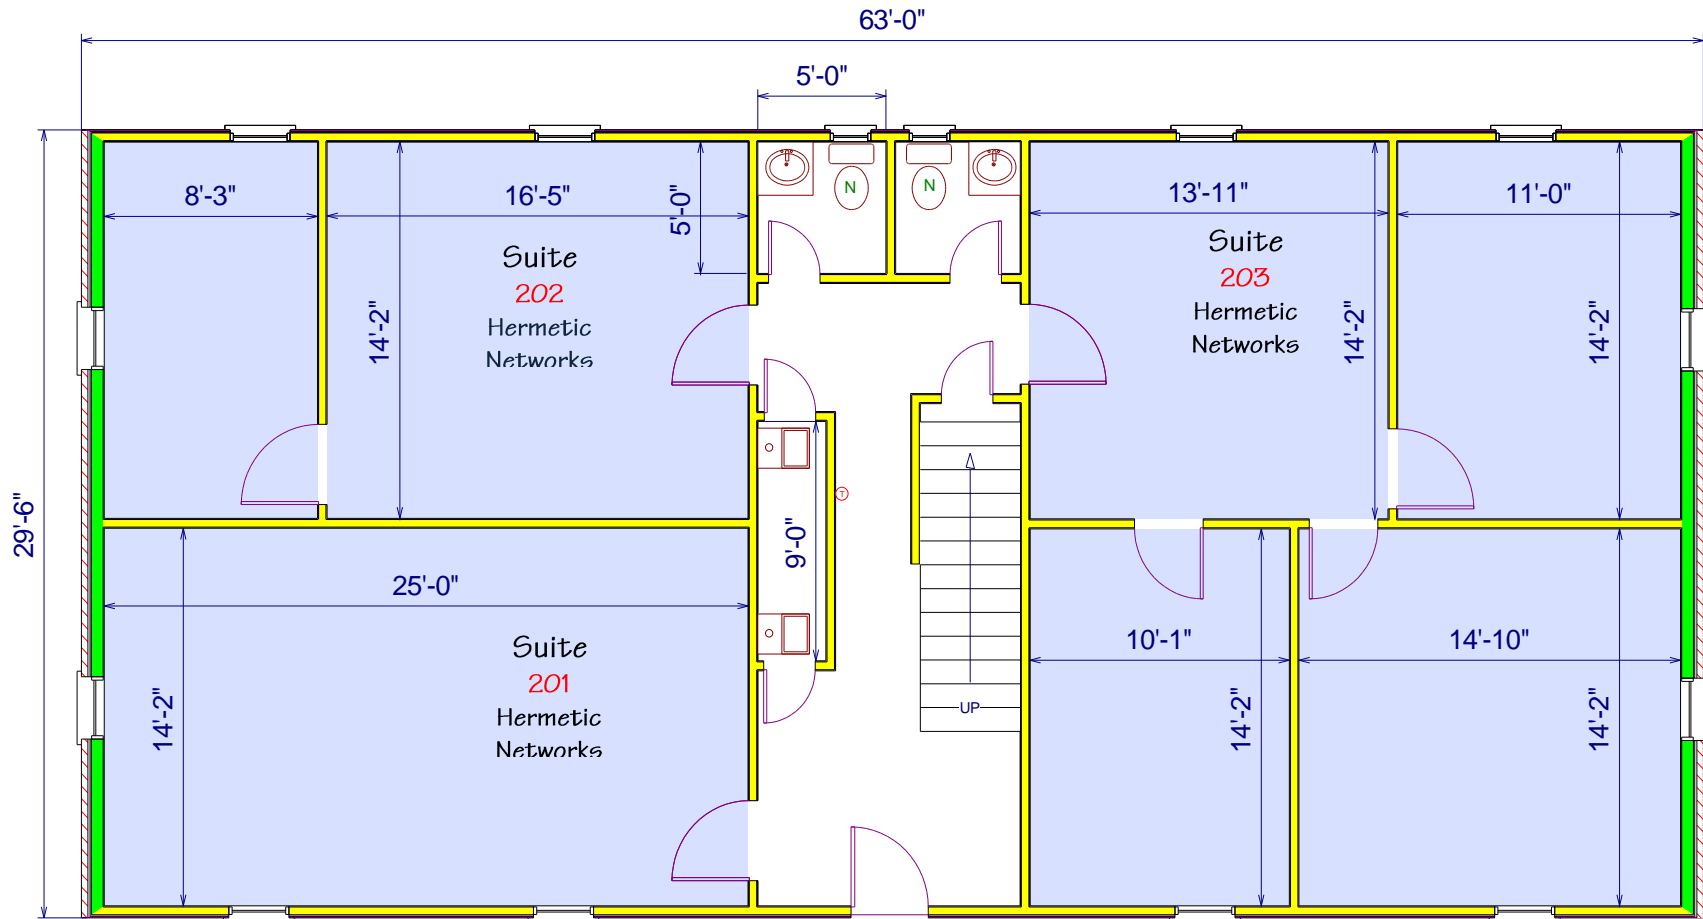 63'-0"
5'-0"
8'-3"
16'-5"
5'-0"
N
N
13'-11"
11'-0"
Suite
202
Hermetic
Networks
14'-2"
Suite
203
Hermetic
Networks
14'-2"
14'-2"
29'-6"
T
9'-0"
25'-0"
Suite
201
Hermetic
Networks
14'-2"
UP
10'-1"
14'-2"
14'-10"
14'-2"